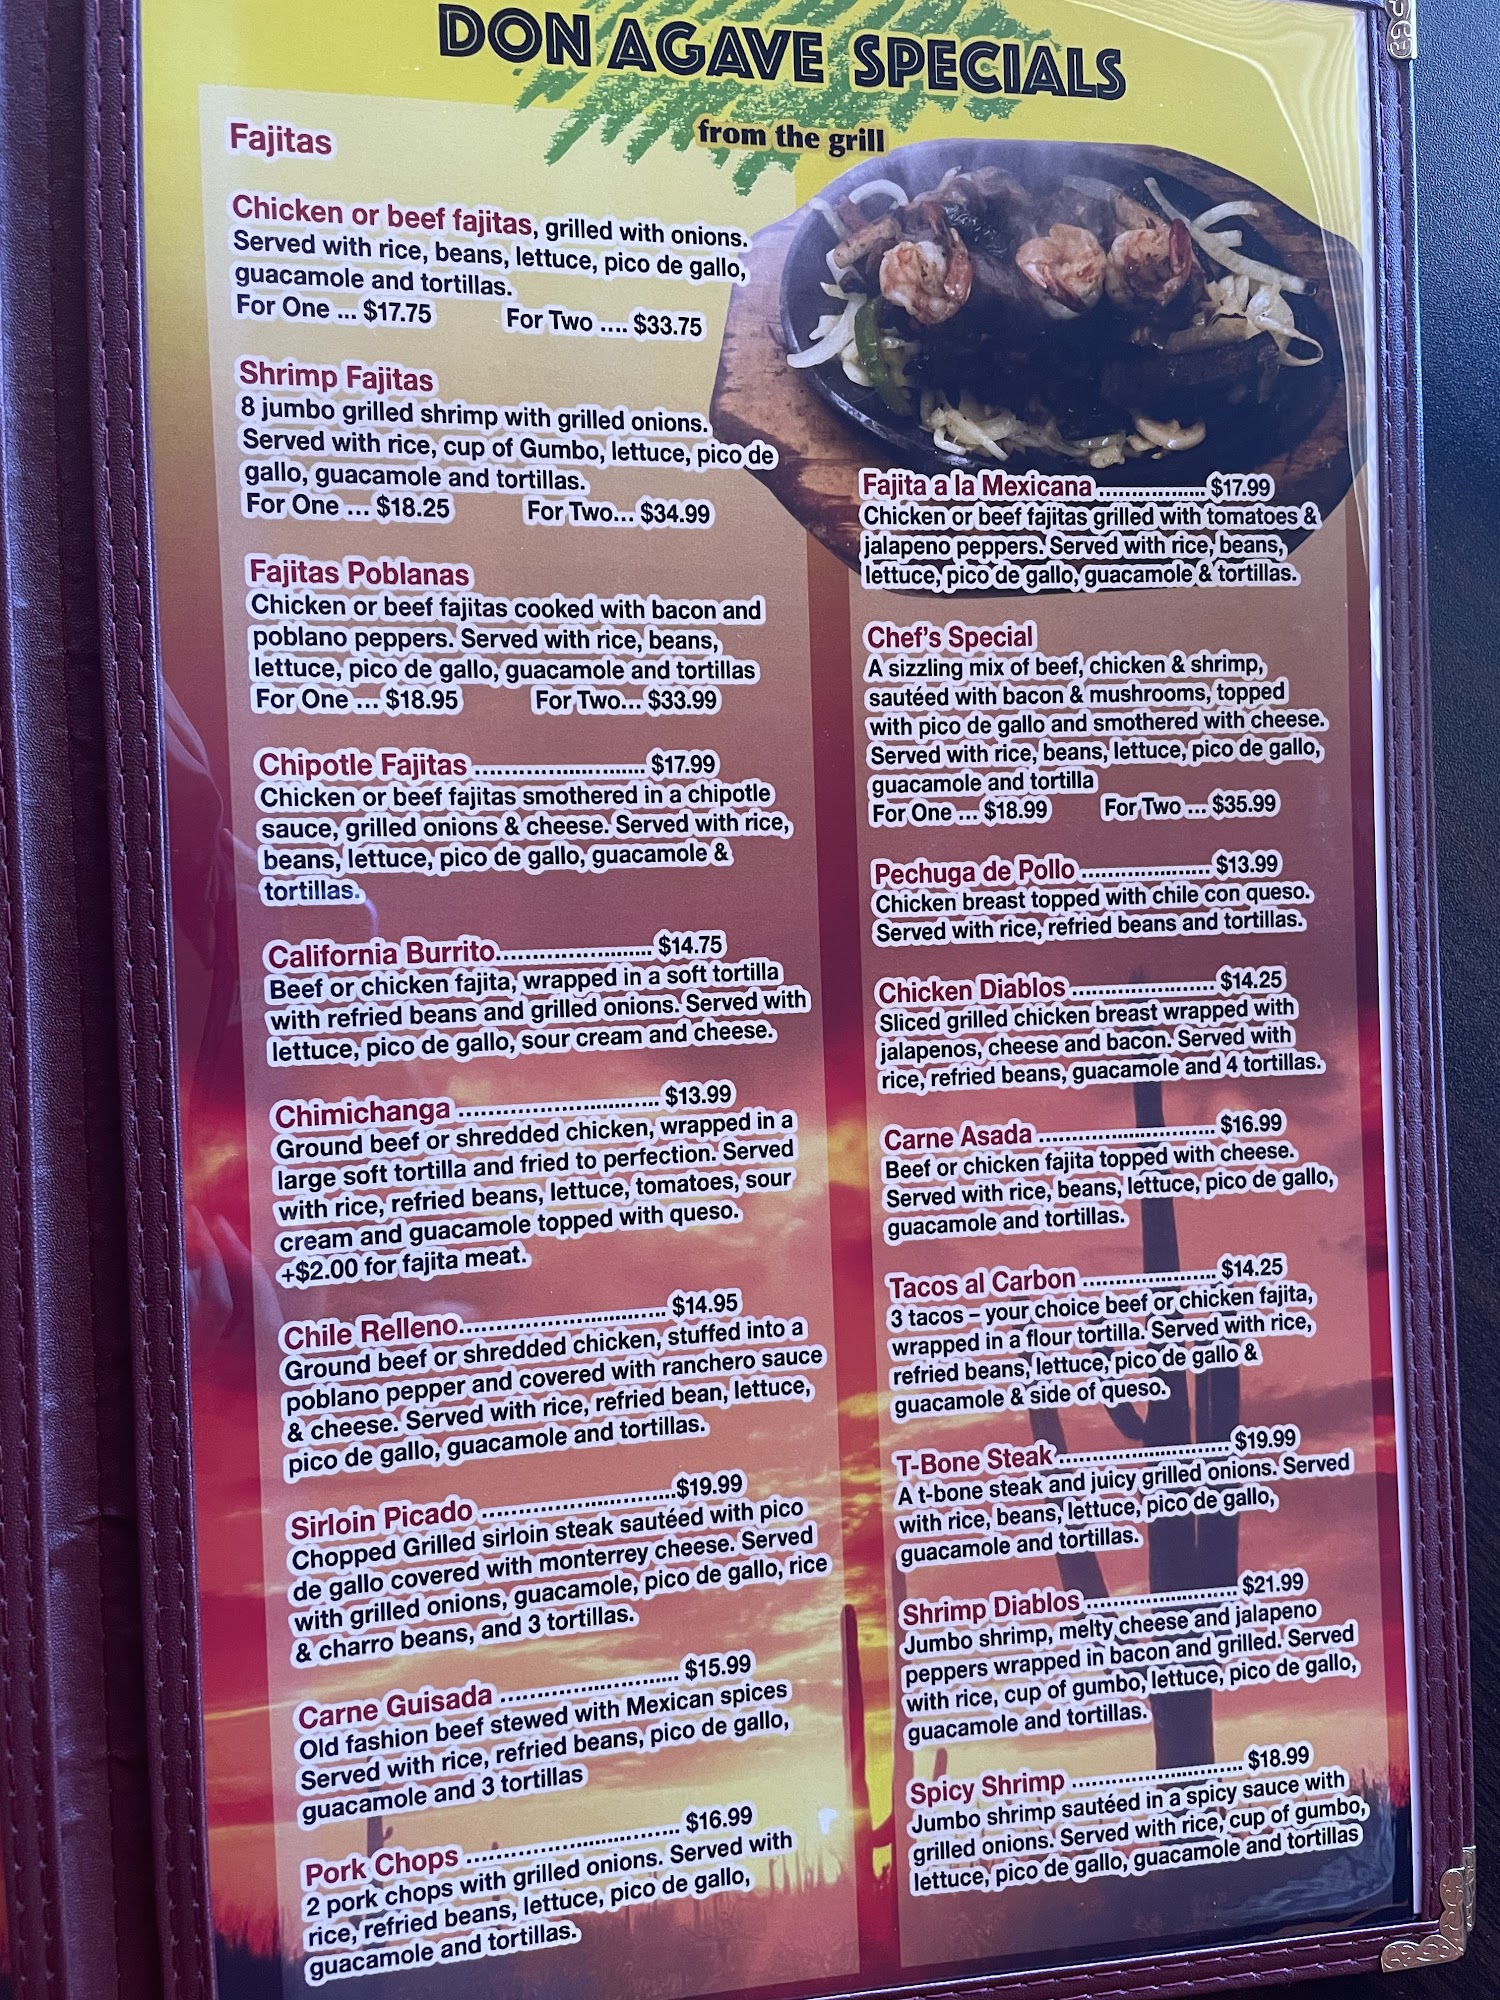 DON AGAVE SPECIALS
from the grill
Fajitas
Chicken or beef fajitas, grilled with onions.
Served with rice, beans, lettuce, pico de gallo,
guacamole and tortillas.
For One ... $17.75 For Two .... $33.75
Shrimp Fajitas
8 jumbo grilled shrimp with grilled onions.
Served with rice, cup of Gumbo, lettuce, pico de
gallo, guacamole and tortillas.
For One ... $18.25 For Two... $34.99
Fajitas Poblanas
Chicken or beef fajitas cooked with bacon and
poblano peppers. Served with rice, beans,
lettuce, pico de gallo, guacamole and tortillas
For One ... $18.95 For Two... $33.99
Chipotle Fajitas ............................ $17.99
Chicken or beef fajitas smothered in a chipotle
sauce, grilled onions & cheese. Served with rice,
beans, lettuce, pico de gallo, guacamole &
tortillas.
California Burrito......................... $14.75
Beef or chicken fajita, wrapped in a soft tortilla
with refried beans and grilled onions. Served with
lettuce, pico de gallo, sour cream and cheese.
Chimichanga ................................. $13.99
Ground beef or shredded chicken, wrapped in a
large soft tortilla and fried to perfection. Served
with rice, refried beans, lettuce, tomatoes, sour
cream and guacamole topped with queso.
+$2.00 for fajita meat.
Chile Relleno.................................. $14.95
Ground beef or shredded chicken, stuffed into a
poblano pepper and covered with ranchero sauce
& cheese. Served with rice, refried bean, lettuce,
pico de gallo, guacamole and tortillas.
Sirloin Picado ................................$19.99
Chopped Grilled sirloin steak sautéed with pico
de gallo covered with monterrey cheese. Served
with grilled onions, guacamole, pico de gallo, rice
& charro beans, and 3 tortillas.
Carne Guisada ............................. $15.99
Old fashion beef stewed with Mexican spices
Served with rice, refried beans, pico de gallo,
guacamole and 3 tortillas
Pork Chops ................................... $16.99
2 pork chops with grilled onions. Served with
rice, refried beans, lettuce, pico de gallo,
guacamole and tortillas.
Fajita a la Mexicana .................. $17.99
Chicken or beef fajitas grilled with tomatoes &
jalapeno peppers. Served with rice, beans,
lettuce, pico de gallo, guacamole & tortillas.
Chef's Special
A sizzling mix of beef, chicken & shrimp,
sautéed with bacon & mushrooms, topped
with pico de gallo and smothered with cheese.
Served with rice, beans, lettuce, pico de gallo,
guacamole and tortilla
For One ... $18.99 For Two ... $35.99
Pechuga de Pollo ...................... $13.99
Chicken breast topped with chile con queso.
Served with rice, refried beans and tortillas.
Chicken Diablos ........................ $14.25
Sliced grilled chicken breast wrapped with
jalapenos, cheese and bacon. Served with
rice, refried beans, guacamole and 4 tortillas.
Carne Asada .............................. $16.99
Beef or chicken fajita topped with cheese.
Served with rice, beans, lettuce, pico de gallo,
guacamole and tortillas.
Tacos al Carbon ....................... $14.25
3 tacos – your choice beef or chicken fajita,
wrapped in a flour tortilla. Served with rice,
refried beans, lettuce, pico de gallo &
guacamole & side of queso.
T-Bone Steak............................. $19.99
A t-bone steak and juicy grilled onions. Served
with rice, beans, lettuce, pico de gallo,
guacamole and tortillas.
Shrimp Diablos.......................... $21.99
Jumbo shrimp, melty cheese and jalapeno
peppers wrapped in bacon and grilled. Served
with rice, cup of gumbo, lettuce, pico de gallo,
guacamole and tortillas.
Spicy Shrimp ............................. $18.99
Jumbo shrimp sautéed in a spicy sauce with
grilled onions. Served with rice, cup of gumbo,
lettuce, pico de gallo, guacamole and tortillas